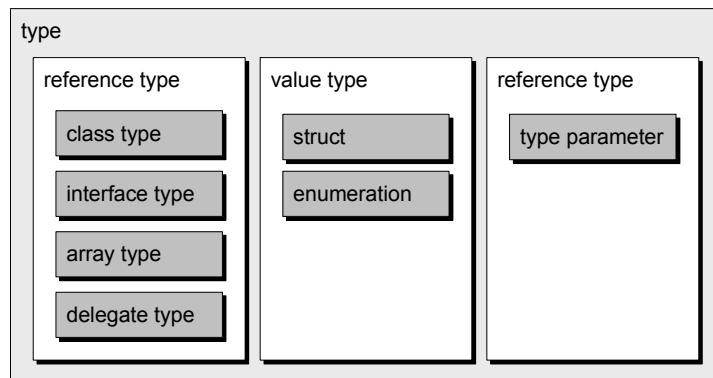 type
reference type
class type
interface type
array type
delegate type
value type
struct
enumeration
reference type
type parameter